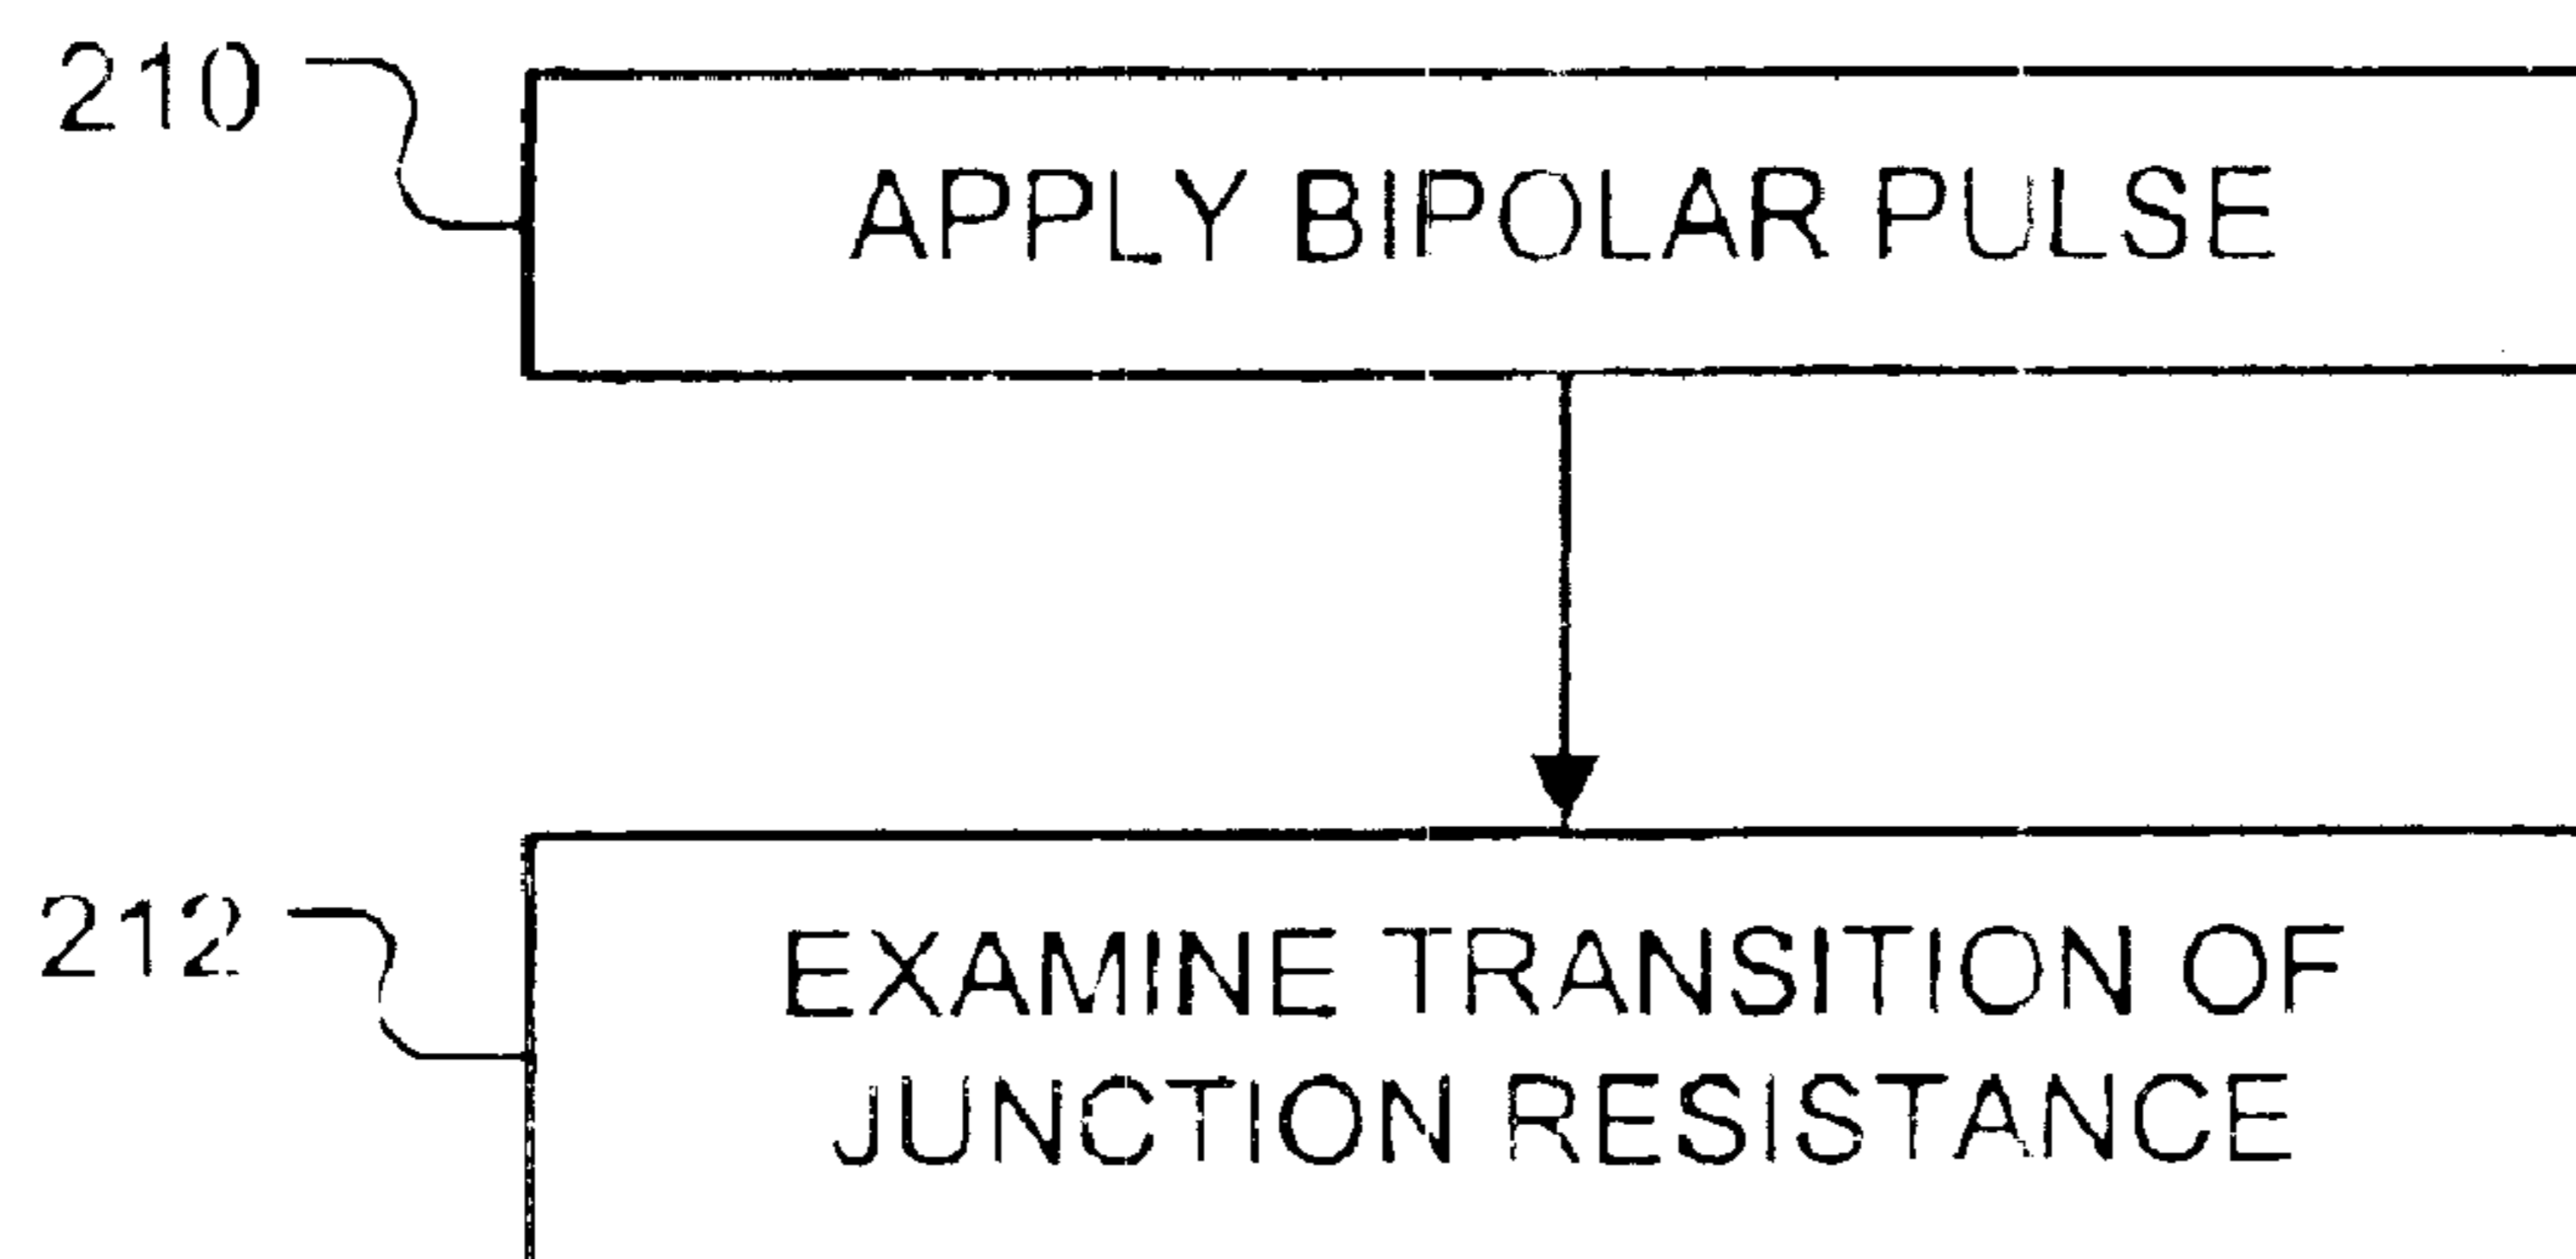 210
APPLY BIPOLAR PULSE
212
EXAMINE TRANSITION OF
JUNCTION RESISTANCE